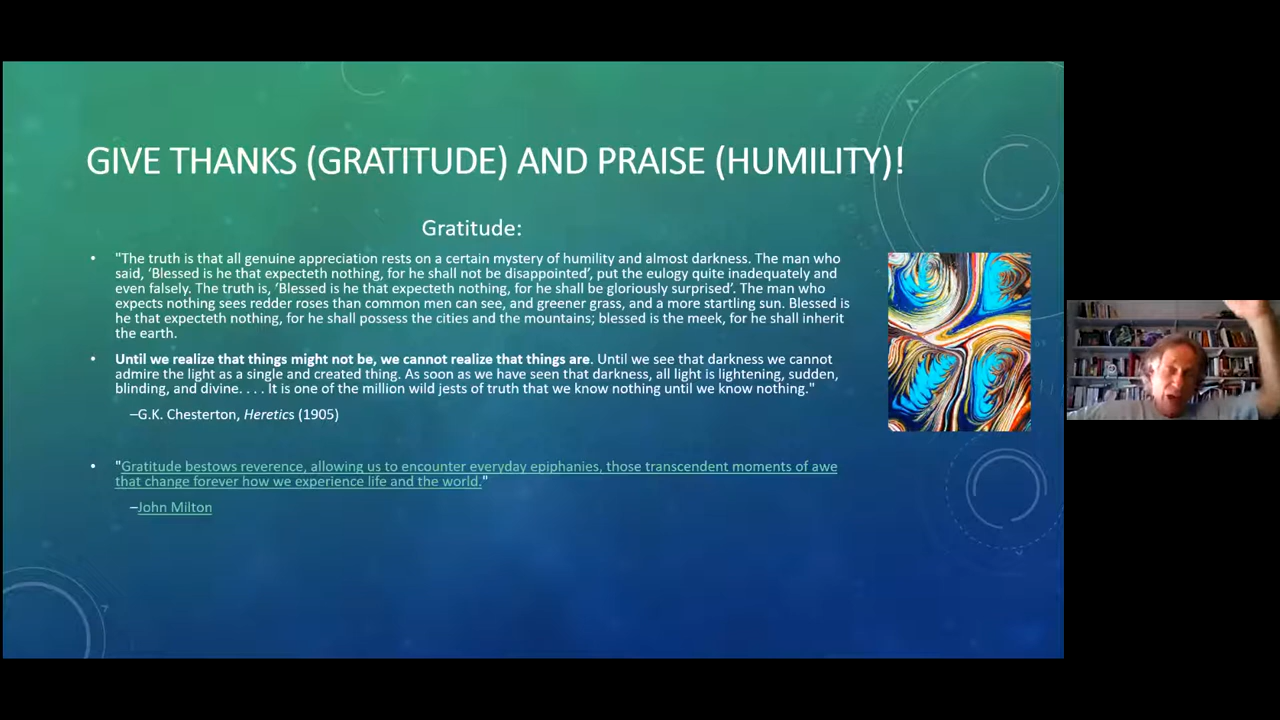 GIVE THANKS (GRATITUDE) AND PRAISE (HUMILITY)!
Gratitude:
• "The truth is that all genuine appreciation rests on a certain mystery of humility and almost darkness. The man who
said, ‘Blessed is he that expecteth nothing, for he shall not be disappointed’, put the eulogy quite inadequately and
even falsely. The truth is, ‘Blessed is he that expecteth nothing, for he shall be gloriously surprised’. The man who
expects nothing sees redder roses than common men can see, and greener grass, and a more startling sun. Blessed is
he that expecteth nothing, for he shall possess the cities and the mountains; blessed is the meek, for he shall inherit
the earth.
• Until we realize that things might not be, we cannot realize that things are. Until we see that darkness we cannot
admire the light as a single and created thing. As soon as we have seen that darkness, all light is lightening, sudden,
blinding, and divine. . . . It is one of the million wild jests of truth that we know nothing until we know nothing."
–G.K. Chesterton, Heretics (1905)
• "Gratitude bestows reverence, allowing us to encounter everyday epiphanies, those transcendent moments of awe
that change forever how we experience life and the world."
–John Milton